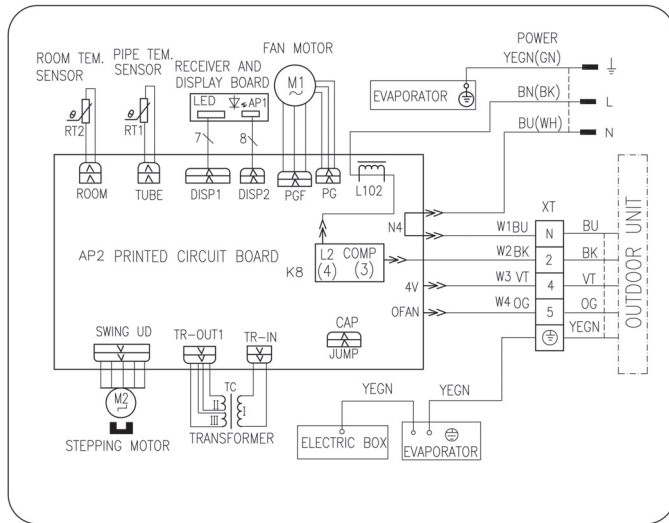 POWER
ROOM TEM.
SENSOR
PIPE TEM.
SENSOR
RECEIVER AND
DISPLAY BOARD
FAN MOTOR
YEGN(GN)
LED
AP1
M1
EVAPORATOR
BN(BK)
L
θ
RT2
θ
RT1
7
8
BU(WH)
N
ROOM
TUBE
DISP1
DISP2
PGF
PG
L102
AP2 PRINTED CIRCUIT BOARD
N4
XT
W1 BU
N
BU
K8
L2
(4)
COMP
(3)
W2 BK
2
BK
4V
W3 VT
4
VT
OFAN
W4 OG
5
OG
YEGN
OUTDOOR UNIT
SWING UD
TR-OUT1
TR-IN
CAP
JUMP
M2
STEPPING MOTOR
TC
II
III
I
TRANSFORMER
YEGN
YEGN
ELECTRIC BOX
EVAPORATOR